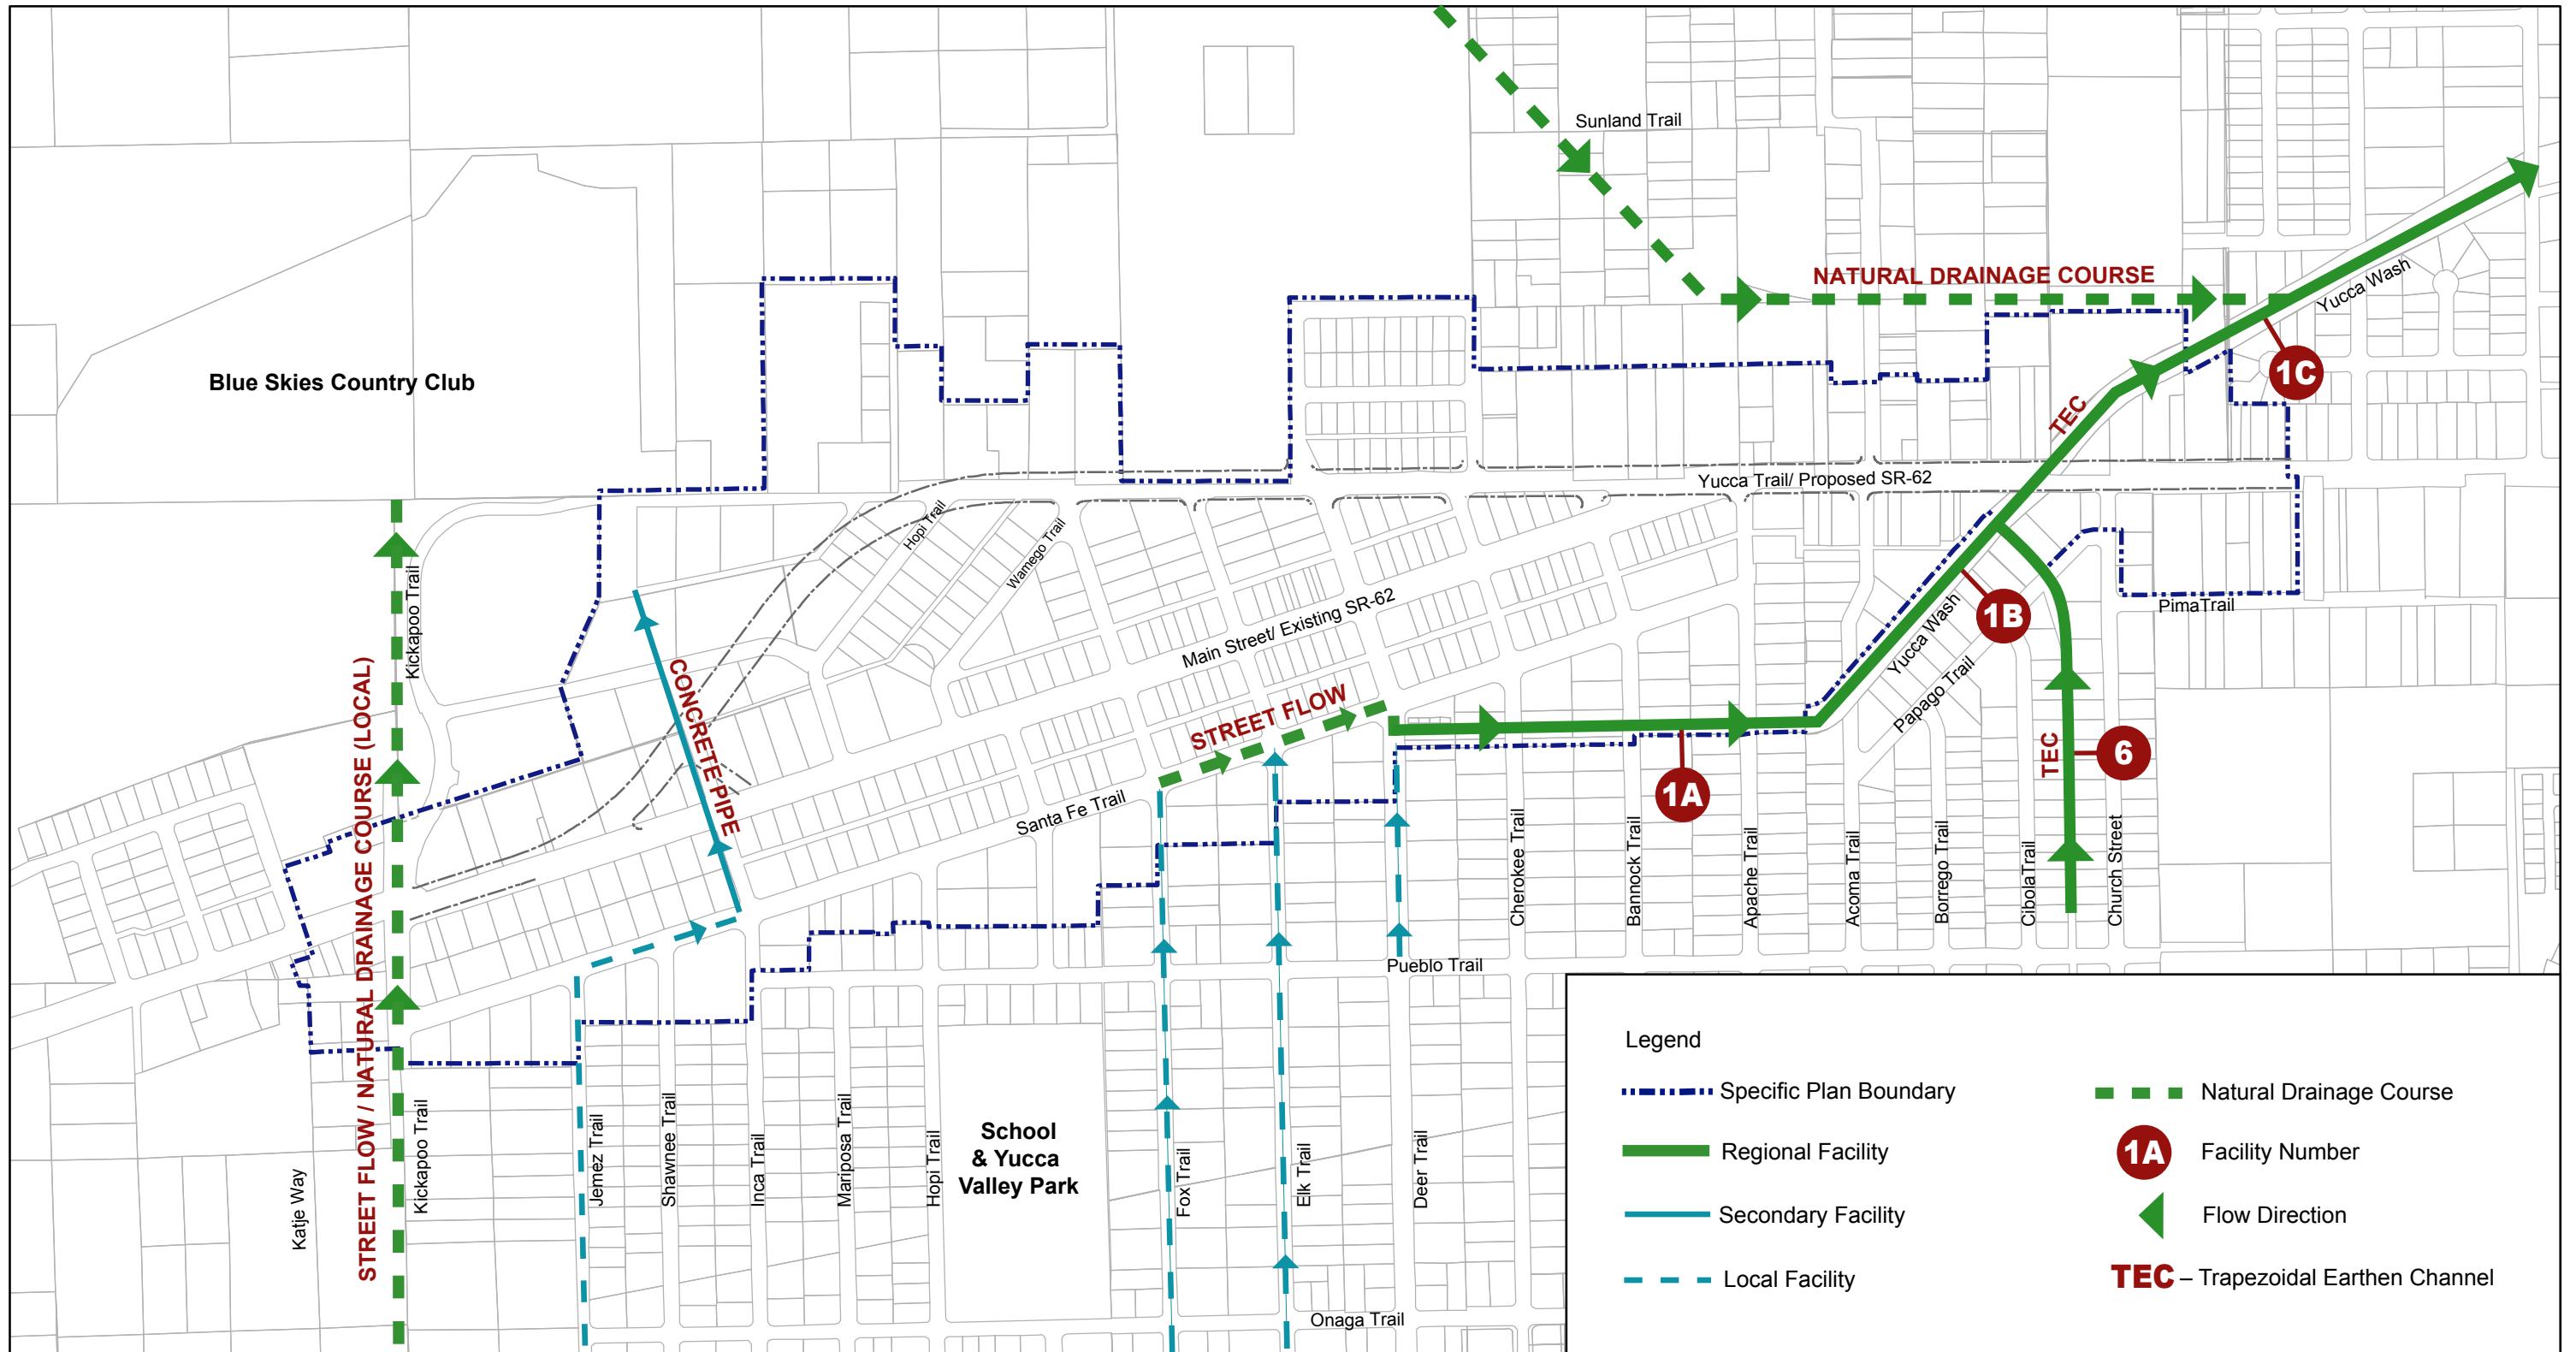 Sunland Trail
NATURAL DRAINAGE COURSE
Yucca Wash
1C
Blue Skies Country Club
TEC
Yucca Trail/ Proposed SR-62
Hopi Trail
Wamego Trail
Kickapoo Trail
Main Street/ Existing SR-62
1B
PimaTrail
Yucca Wash
Papago Trail
CONCRETE PIPE
STREET FLOW
STREET FLOW / NATURAL DRAINAGE COURSE (LOCAL)
TEC
6
1A
Santa Fe Trail
Cherokee Trail
Bannock Trail
Apache Trail
Acoma Trail
Borrego Trail
CibolaTrail
Church Street
Pueblo Trail
Katje Way
Kickapoo Trail
Jemez Trail
Shawnee Trail
Inca Trail
Mariposa Trail
Hopi Trail
School
& Yucca
Valley Park
Fox Trail
Elk Trail
Deer Trail
Onaga Trail
Legend
Specific Plan Boundary
Regional Facility
Secondary Facility
Local Facility
Natural Drainage Course
1A Facility Number
Flow Direction
TEC – Trapezoidal Earthen Channel